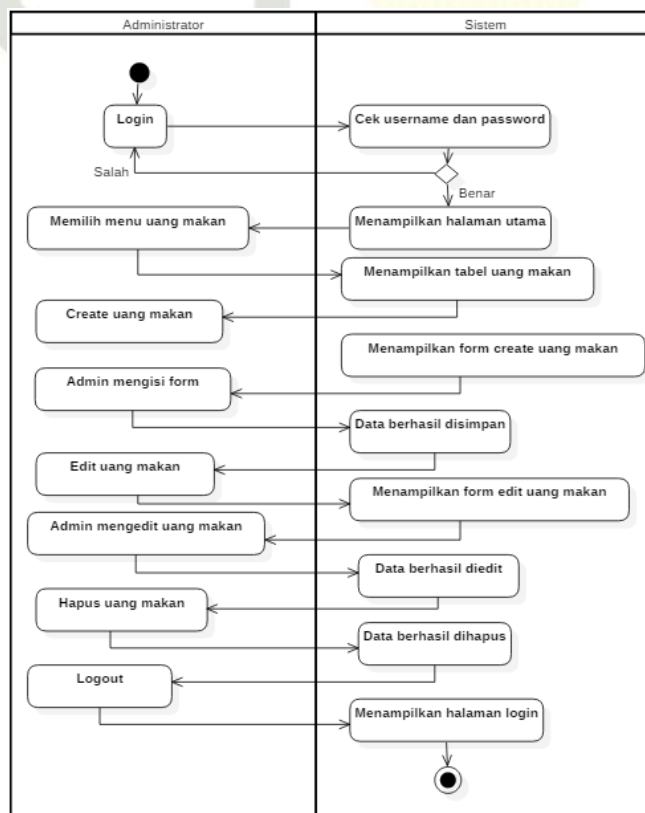 Administrator
Sistem
Login
Cek username dan password
Salah
Benar
Memilih menu uang makan
Menampilkan halaman utama
Menampilkan tabel uang makan
Create uang makan
Menampilkan form create uang makan
Admin mengisi form
Data berhasil disimpan
Edit uang makan
Menampilkan form edit uang makan
Admin mengedit uang makan
Data berhasil diedit
Hapus uang makan
Data berhasil dihapus
Logout
Menampilkan halaman login